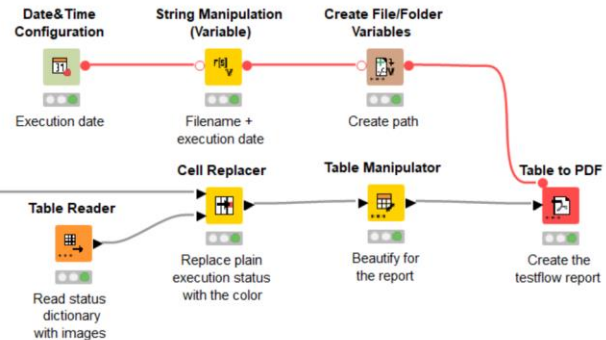 Date&Time
Configuration
String Manipulation
(Variable)
Create File/Folder
Variables
31
r[s]
v
V
Execution date
Filename +
execution date
Create path
Cell Replacer
Table Manipulator
Table to PDF
Table Reader
Replace plain
execution status
with the color
Beautify for
the report
Create the
testflow report
Read status
dictionary
with images